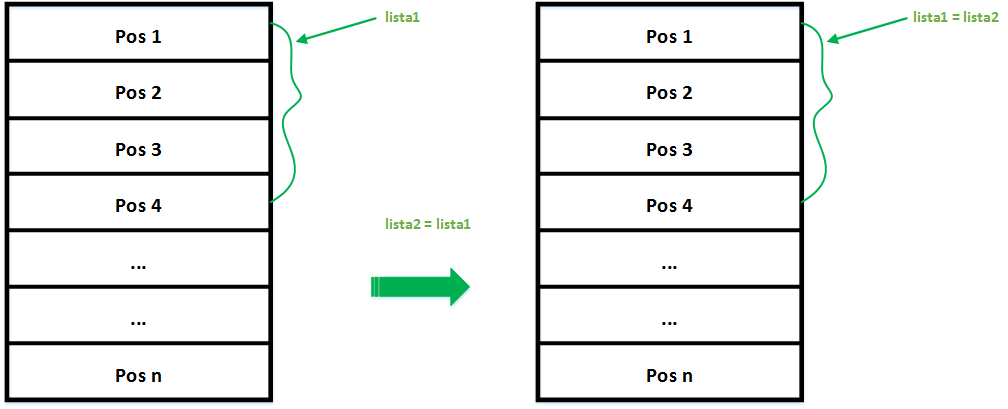 lista1
Pos 1
Pos 2
Pos 3
Pos 4
...
...
Pos n
lista2 = lista1
lista1 = lista2
Pos 1
Pos 2
Pos 3
Pos 4
...
...
Pos n